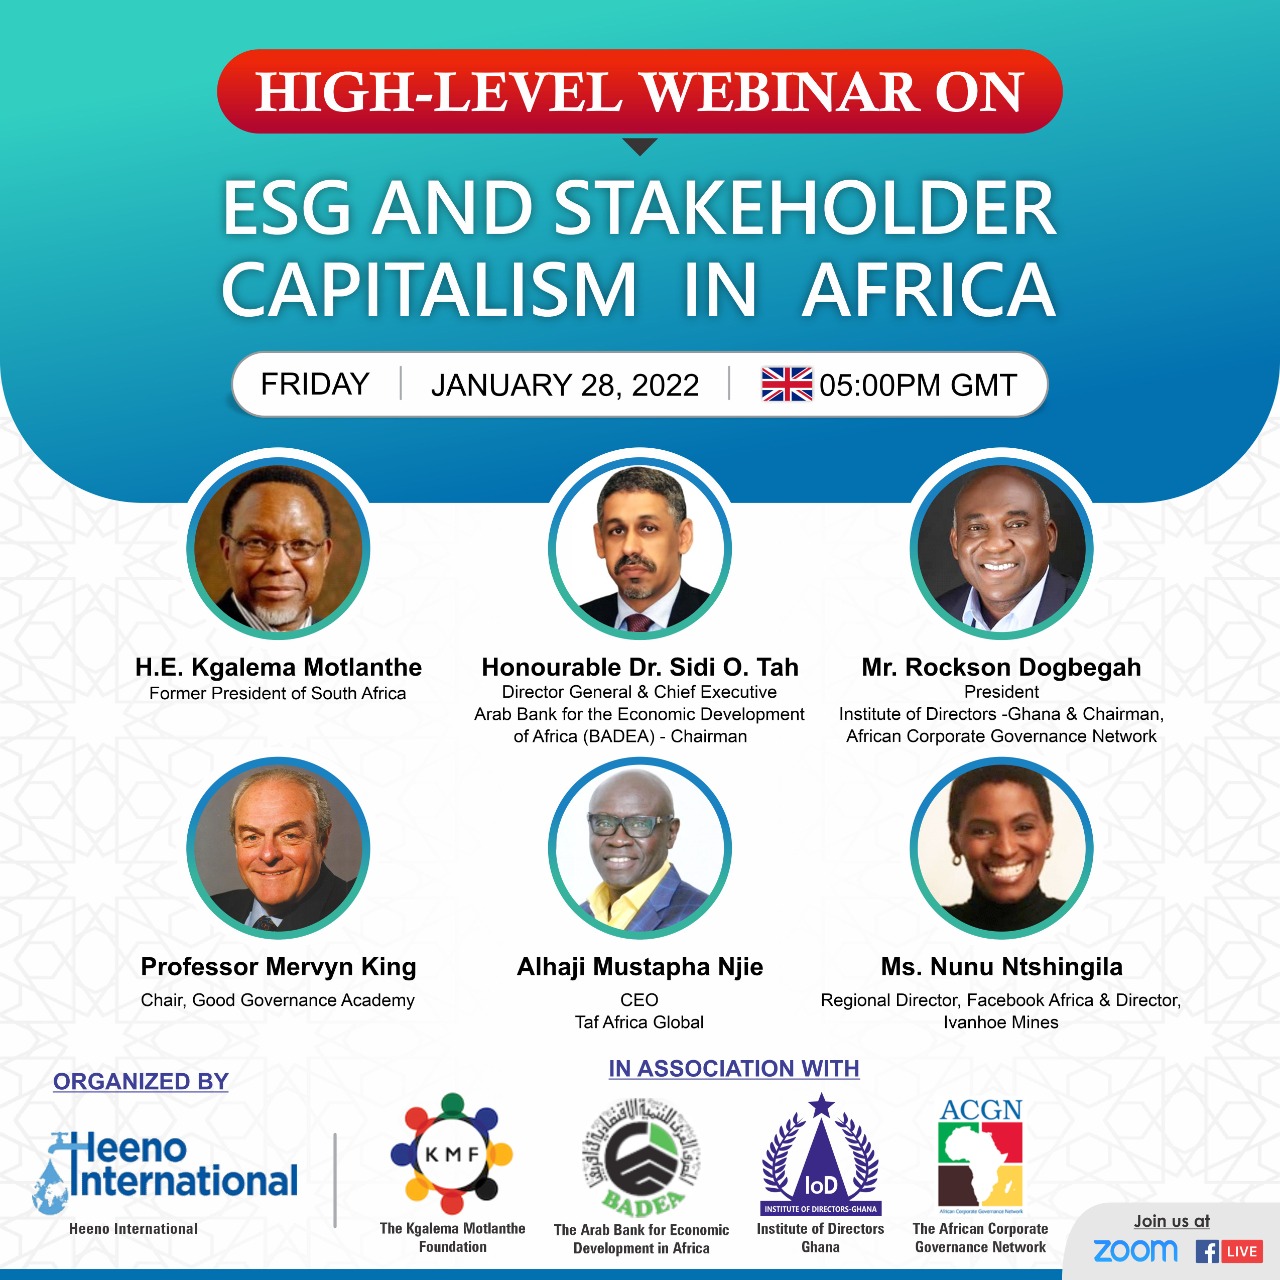 HIGH-LEVEL WEBINAR ON
ESG AND STAKEHOLDER
CAPITALISM IN AFRICA
FRIDAY | JANUARY 28, 2022 | 05:00PM GMT
H.E. Kgalema Motlanthe
Former President of South Africa
Honourable Dr. Sidi O. Tah
Director General & Chief Executive
Arab Bank for the Economic Development
of Africa (BADEA) - Chairman
Mr. Rockson Dogbegah
President
Institute of Directors -Ghana & Chairman,
African Corporate Governance Network
Professor Mervyn King
Chair, Good Governance Academy
Alhaji Mustapha Njie
CEO
Taf Africa Global
Ms. Nunu Ntshingila
Regional Director, Facebook Africa & Director,
Ivanhoe Mines
ORGANIZED BY
Heeno
International
Heeno International
IN ASSOCIATION WITH
KMF
The Kgalema Motlanthe
Foundation
BADEA
The Arab Bank for Economic
Development in Africa
IoD
INSTITUTE OF DIRECTORS-GHANA
Institute of Directors
Ghana
ACGN
African Corporate Governance Network
The African Corporate
Governance Network
Join us at
zoom f LIVE